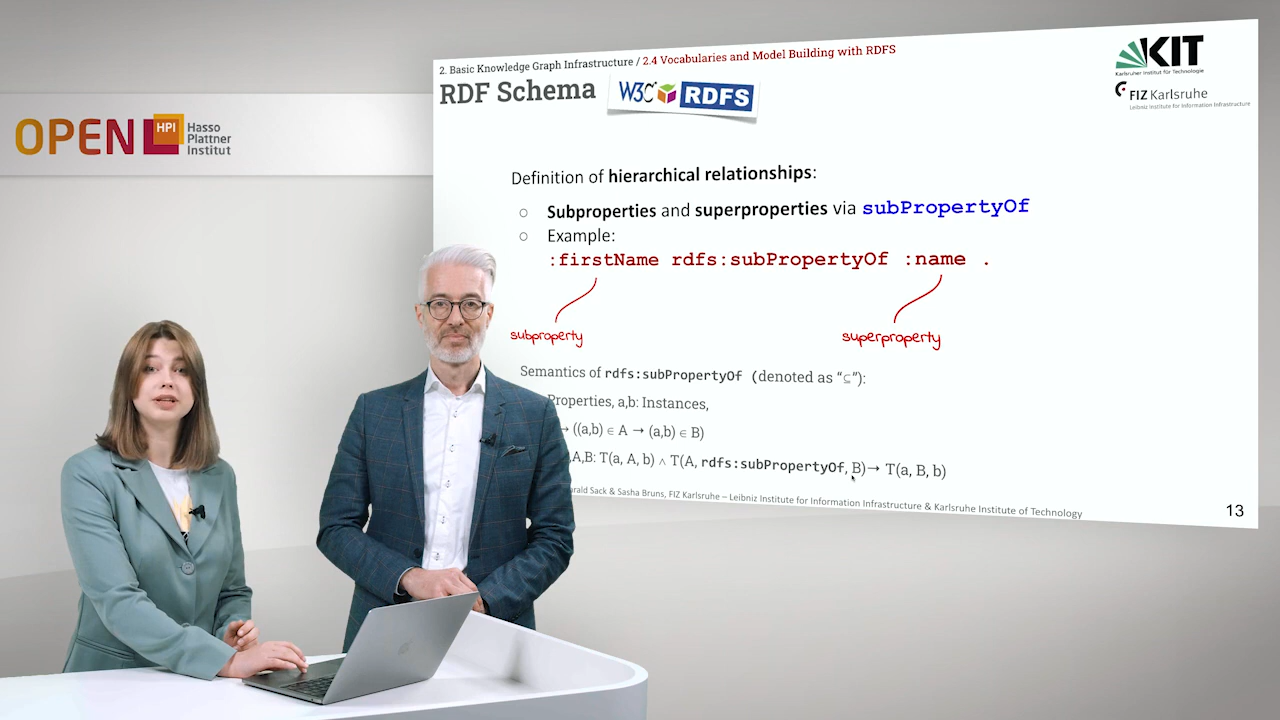 OPEN HPI Hasso
Plattner
Institut
2. Basic Knowledge Graph Infrastructure / 2.4 Vocabularies and Model Building with RDFS
RDF Schema W3C RDFS
KIT
Karlsruher Institut für Technologie
FIZ Karlsruhe
Leibniz Institute for Information Infrastructure
Definition of hierarchical relationships:
○ Subproperties and superproperties via subPropertyOf
○ Example:
:firstName rdfs:subPropertyOf :name .
subproperty superproperty
Semantics of rdfs:subPropertyOf (denoted as “⊆”):
Properties, a,b: Instances,
→ ((a,b) ∈ A → (a,b) ∈ B)
A,B: T(a, A, b) ∧ T(A, rdfs:subPropertyOf, B)→ T(a, B, b)
Sack & Sasha Bruns, FIZ Karlsruhe – Leibniz Institute for Information Infrastructure & Karlsruhe Institute of Technology
13